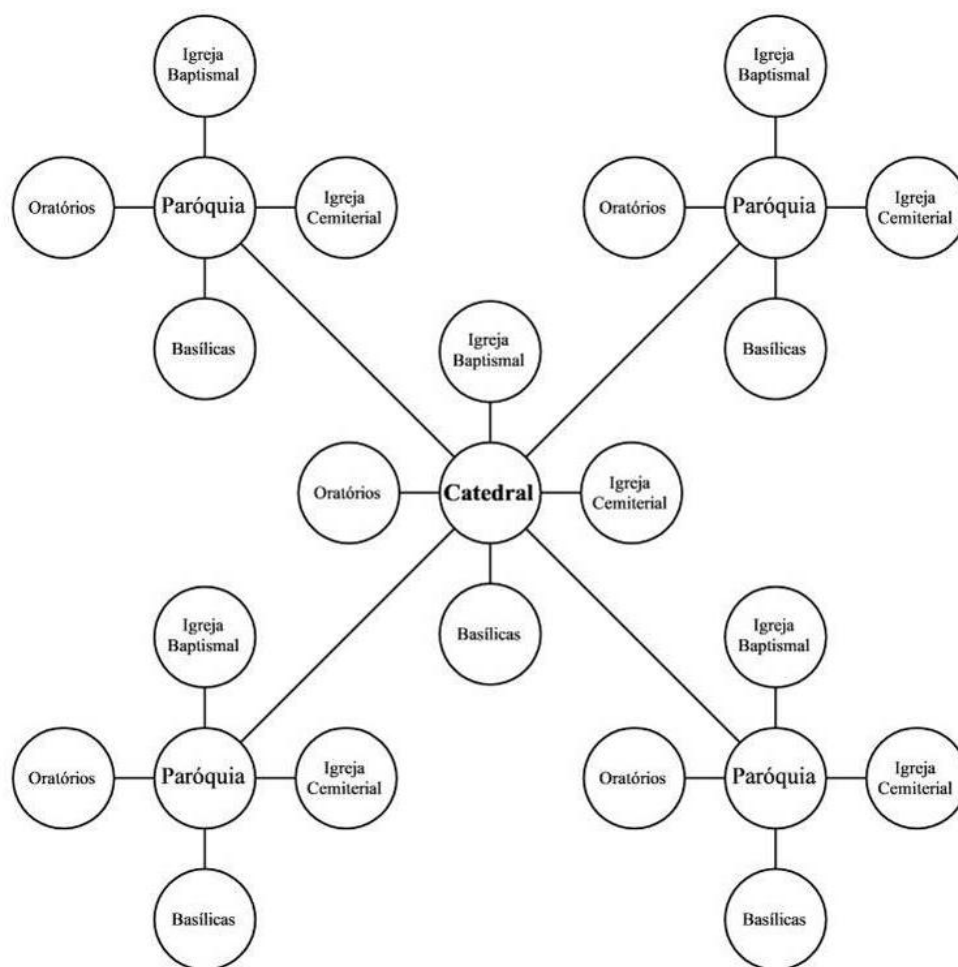 Igreja
Baptismal
Igreja
Baptismal
Oratórios
Paróquia
Igreja
Cemiterial
Oratórios
Paróquia
Igreja
Cemiterial
Basílicas
Basílicas
Igreja
Baptismal
Oratórios
Catedral
Igreja
Cemiterial
Basílicas
Igreja
Baptismal
Igreja
Baptismal
Oratórios
Paróquia
Igreja
Cemiterial
Oratórios
Paróquia
Igreja
Cemiterial
Basílicas
Basílicas